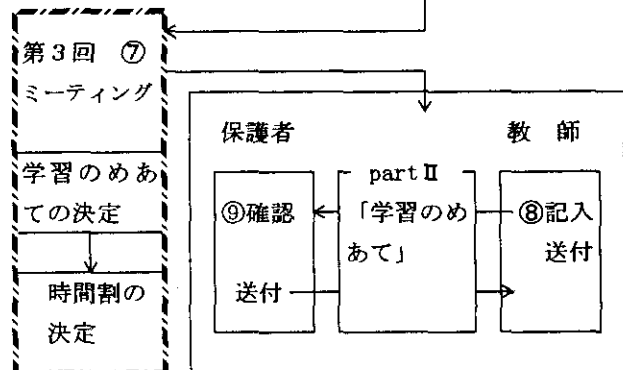 第3回 ⑦
ミーティング
学習のめあ
ての決定
時間割の
決定
保護者
教 師
partⅡ
「学習のめ
あて」
⑨確認
送付
⑧記入
送付